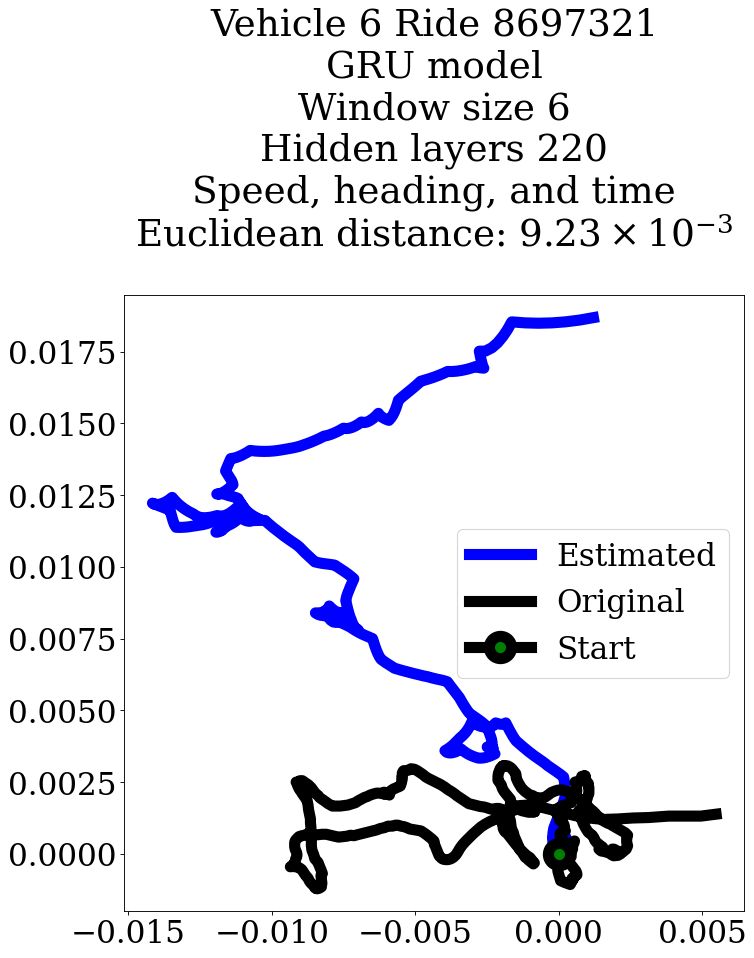 Vehicle 6 Ride 8697321
GRU model
Window size 6
Hidden layers 220
Speed, heading, and time
Euclidean distance: 9.23 × 10⁻³
0.0175
0.0150
0.0125
0.0100
0.0075
0.0050
0.0025
0.0000
Estimated
Original
Start
−0.015 −0.010 −0.005 0.000 0.005